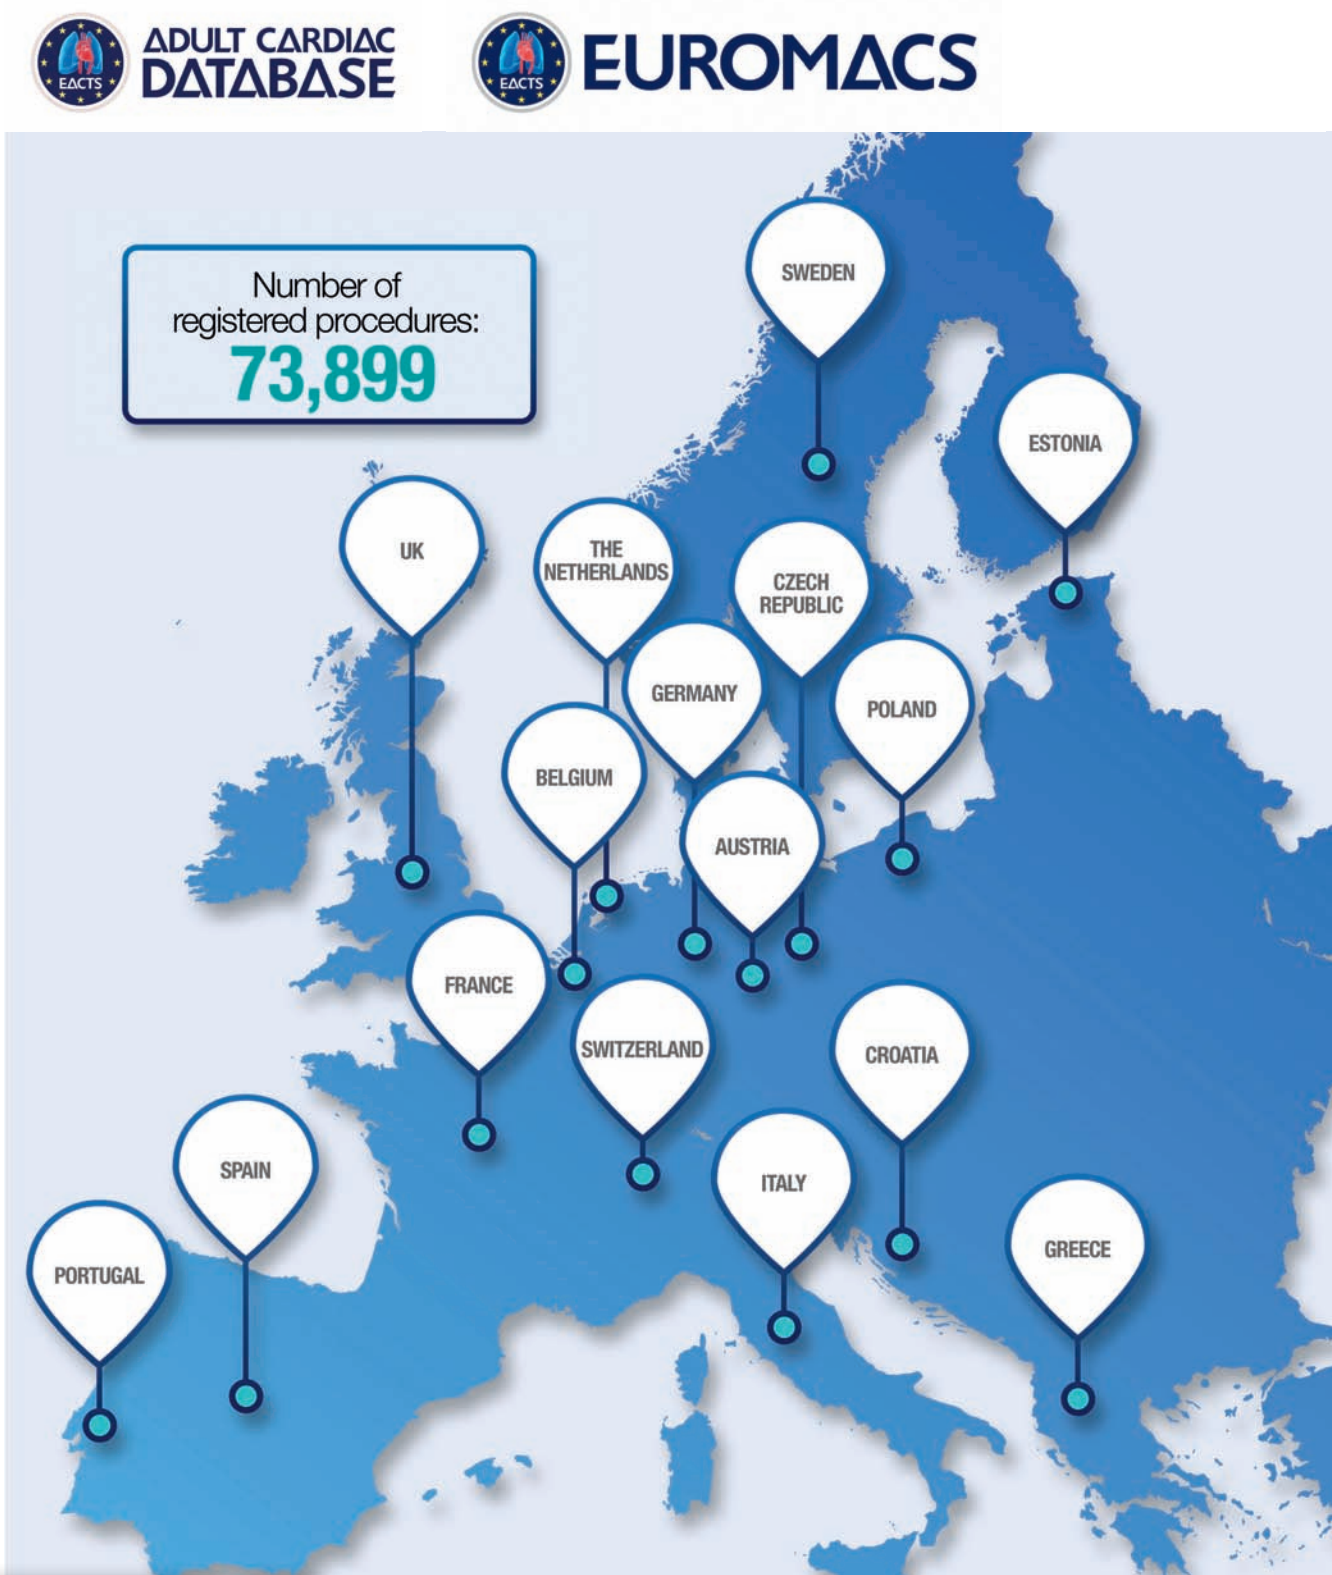 EACTS
ADULT CARDIAC
DATABASE
EACTS
EUROMACS
Number of
registered procedures:
73,899
SWEDEN
ESTONIA
UK
THE
NETHERLANDS
CZECH
REPUBLIC
GERMANY
POLAND
BELGIUM
AUSTRIA
FRANCE
SWITZERLAND
CROATIA
SPAIN
ITALY
GREECE
PORTUGAL